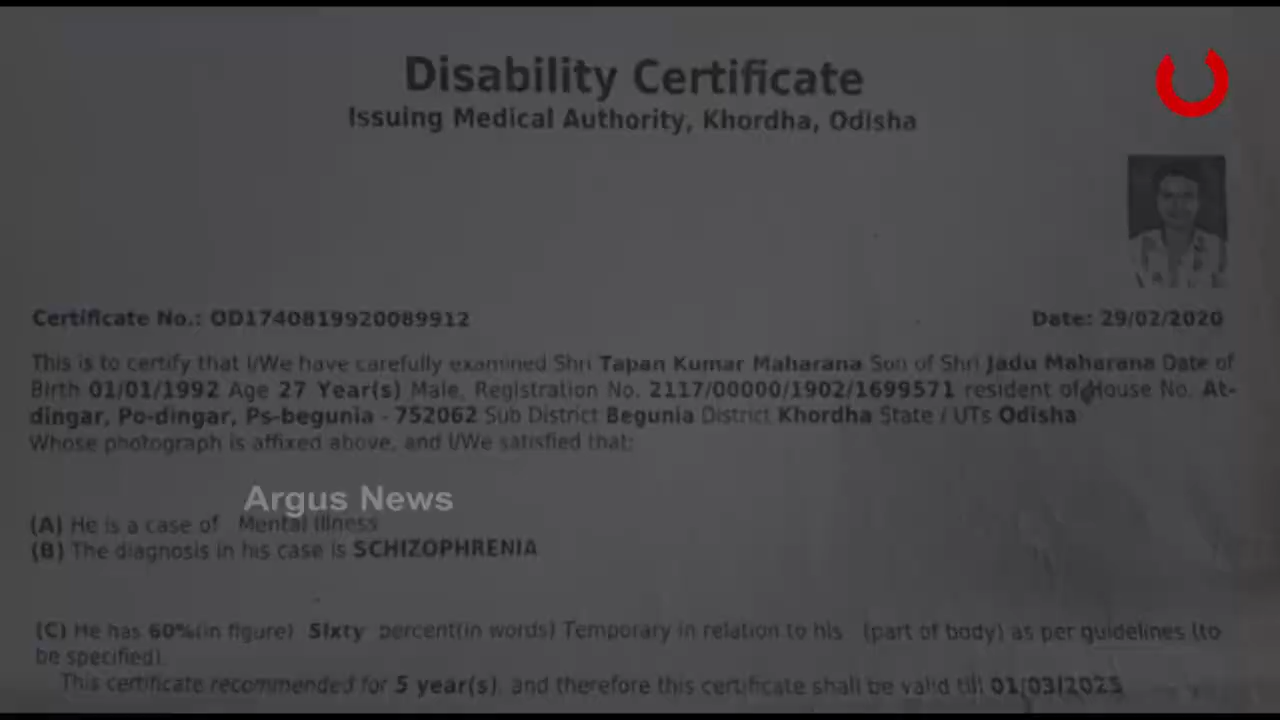 Disability Certificate
Issuing Medical Authority, Khordha, Odisha
Certificate No.: OD1740819920089912
Date: 29/02/2020
This is to certify that I/We have carefully examined Shri Tapan Kumar Maharana Son of Shri Jadu Maharana Date of
Birth 01/01/1992 Age 27 Year(s) Male, Registration No. 2117/00000/1902/1699571 resident of House No. At-
dingar, Po-dingar, Ps-begunia - 752062 Sub District Begunia District Khordha State / UTs Odisha
Whose photograph is affixed above, and I/We satisfied that:
Argus News
(A) He is a case of Mental Illness
(B) The diagnosis in his case is SCHIZOPHRENIA
(C) He has 60%(in figure) Sixty percent(in words) Temporary in relation to his (part of body) as per guidelines (to
be specified).
This certificate recommended for 5 year(s), and therefore this certificate shall be valid till 01/03/2025